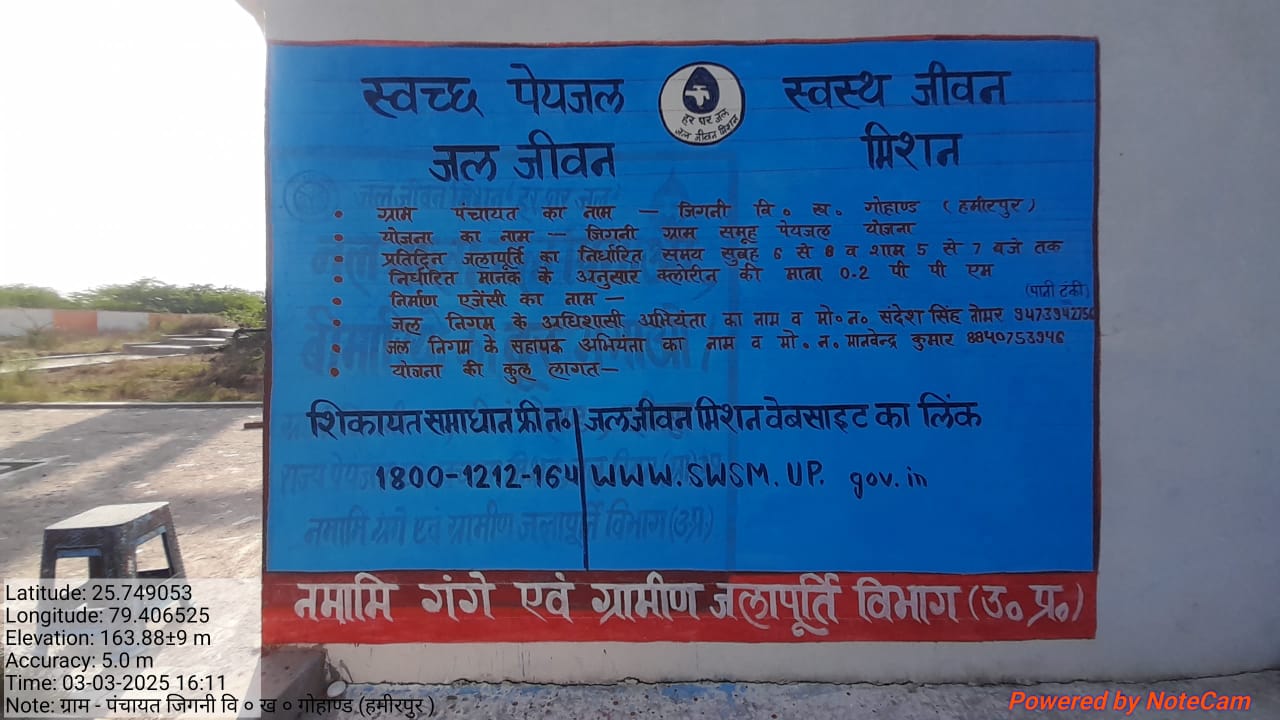 स्वच्छ पेयजल स्वस्थ जीवन
हर घर जल
जल जीवन मिशन
जल जीवन मिशन
• ग्राम पंचायत का नाम – जिगनी वि० ख. गोहाण्ड (हमीरपुर)
• योजना का नाम – जिगनी ग्राम समूह पेयजल योजना
• प्रतिदिन जलापूर्ति का निर्धारित समय सुबह 6 से 8 व शाम 5 से 7 बजे तक
• निर्धारित मानक के अनुसार क्लोरीन की मात्रा 0-2 पी पी एम
• निर्माण एजेंसी का नाम –
(पानी टंकी)
• जल निगम के अधिशासी अभियंता का नाम व मो० न० संदेश सिंह तोमर
• जल निगम के सहायक अभियंता का नाम व मो. न. मानवेन्द्र कुमार 8840753946
• योजना की कुल लागत–
शिकायत समाधान फ्री न० जल जीवन मिशन वेबसाइट का लिंक
1800-1212-164 WWW.SWSM.UP. gov.in
नमामि गंगे एवं ग्रामीण जलापूर्ति विभाग (उ० प्र०)
Latitude: 25.749053
Longitude: 79.406525
Elevation: 163.88±9 m
Accuracy: 5.0 m
Time: 03-03-2025 16:11
Note: ग्राम - पंचायत जिगनी वि ० ख ० गोहाण्ड (हमीरपुर )
Powered by NoteCam